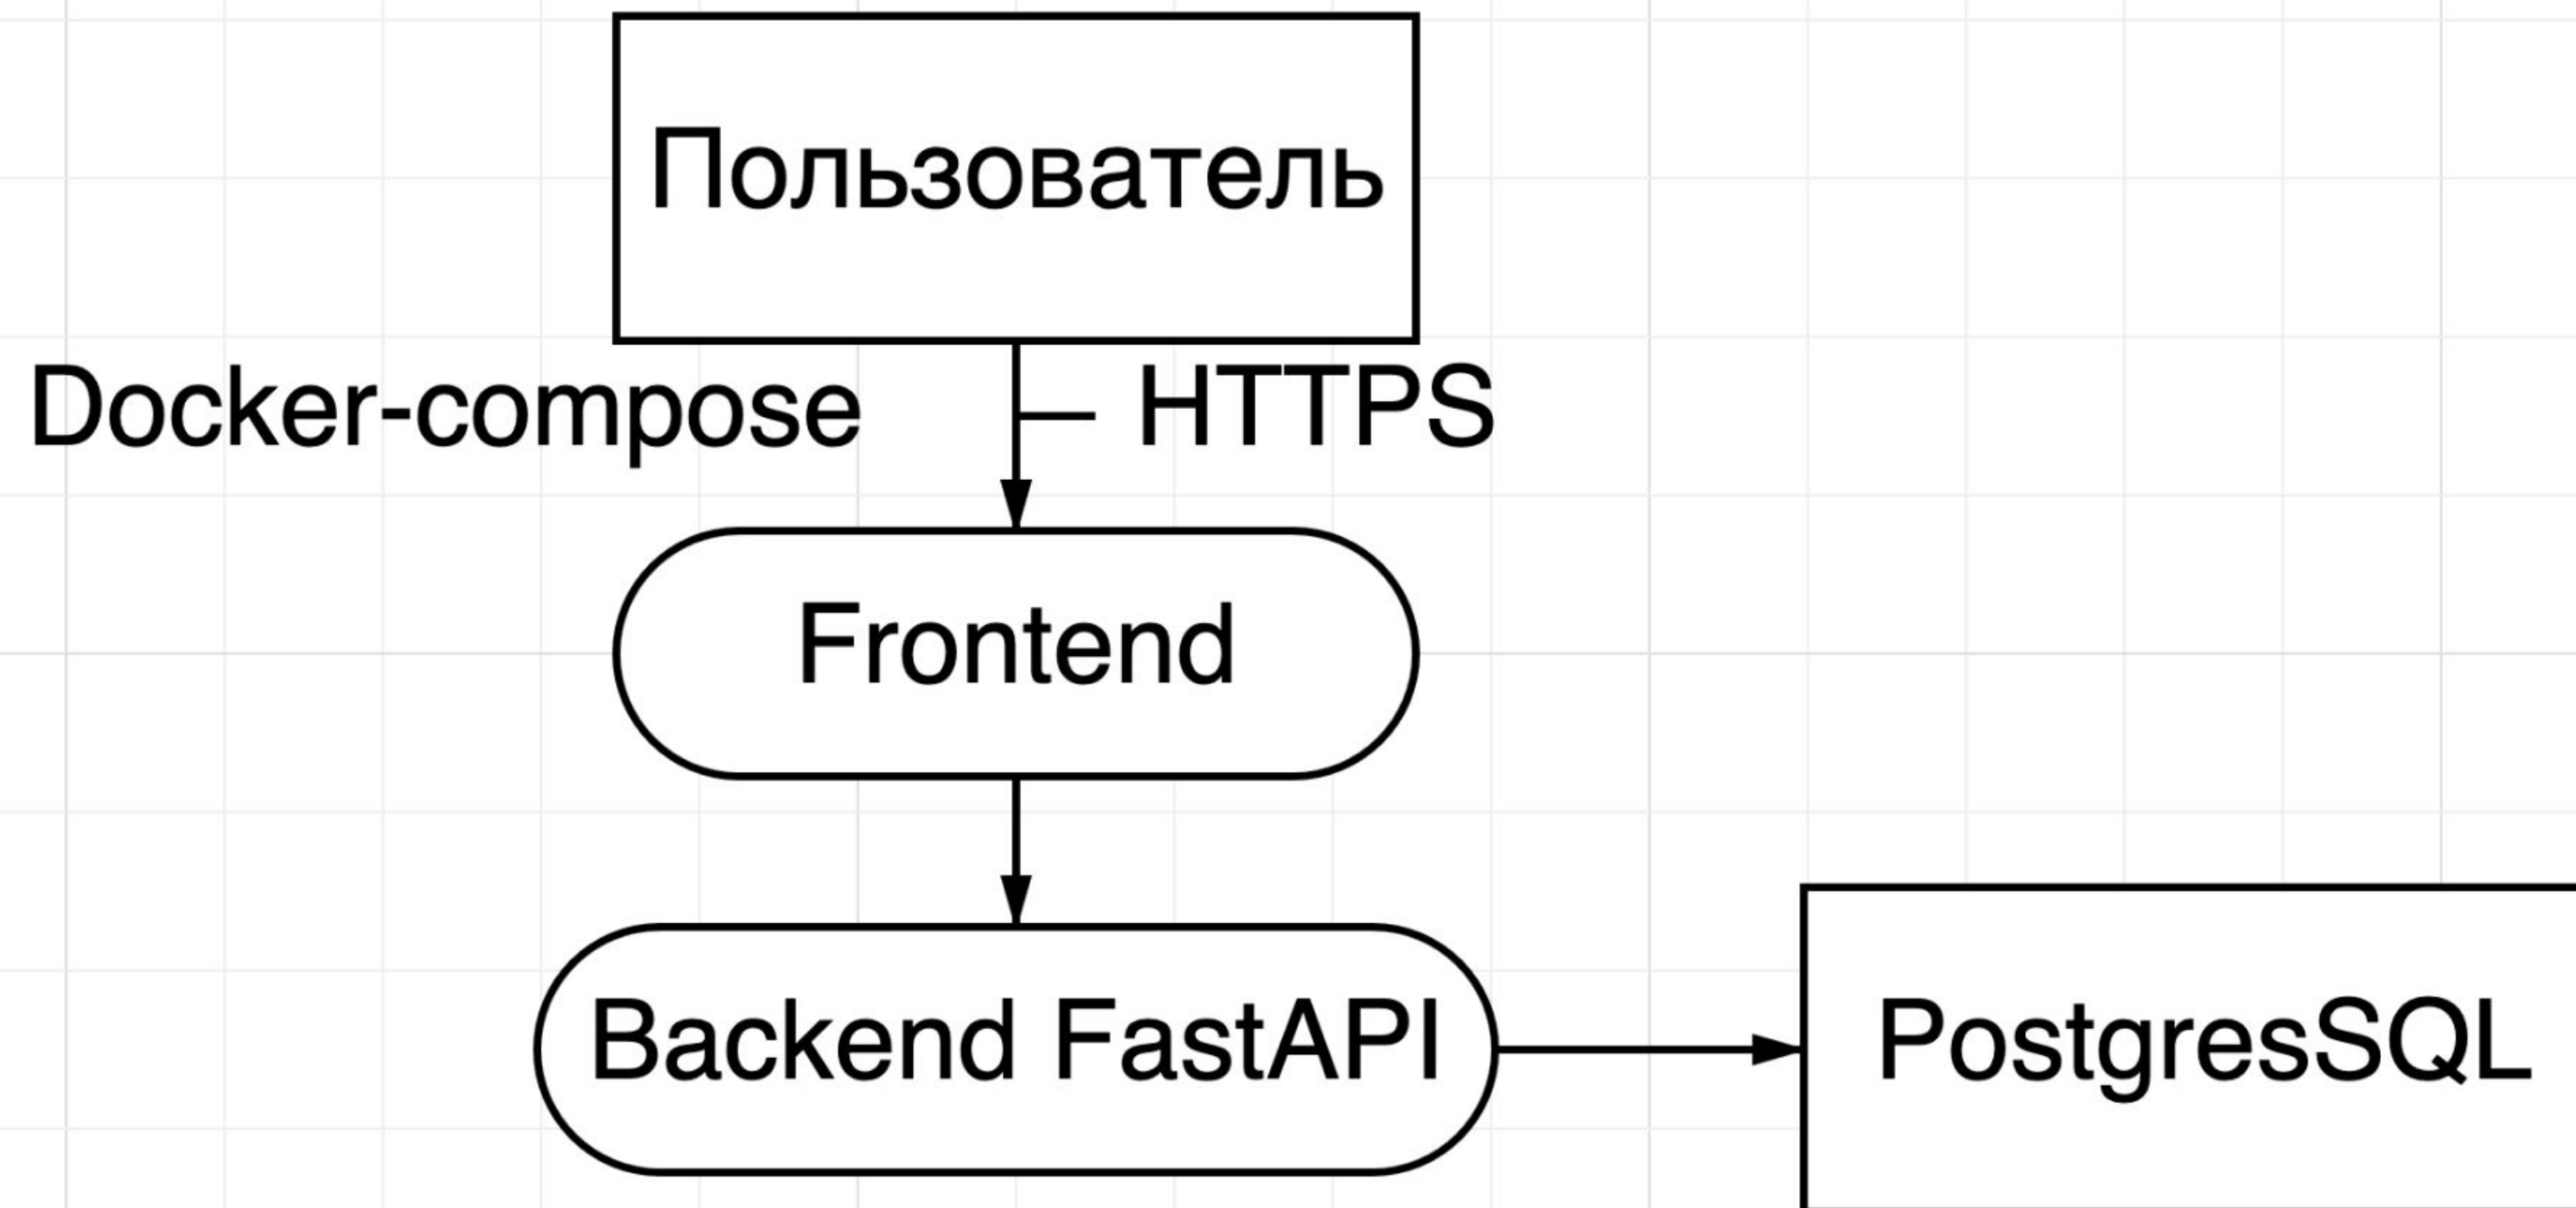 Пользователь
Docker-compose
HTTPS
Frontend
Backend FastAPI
PostgresSQL